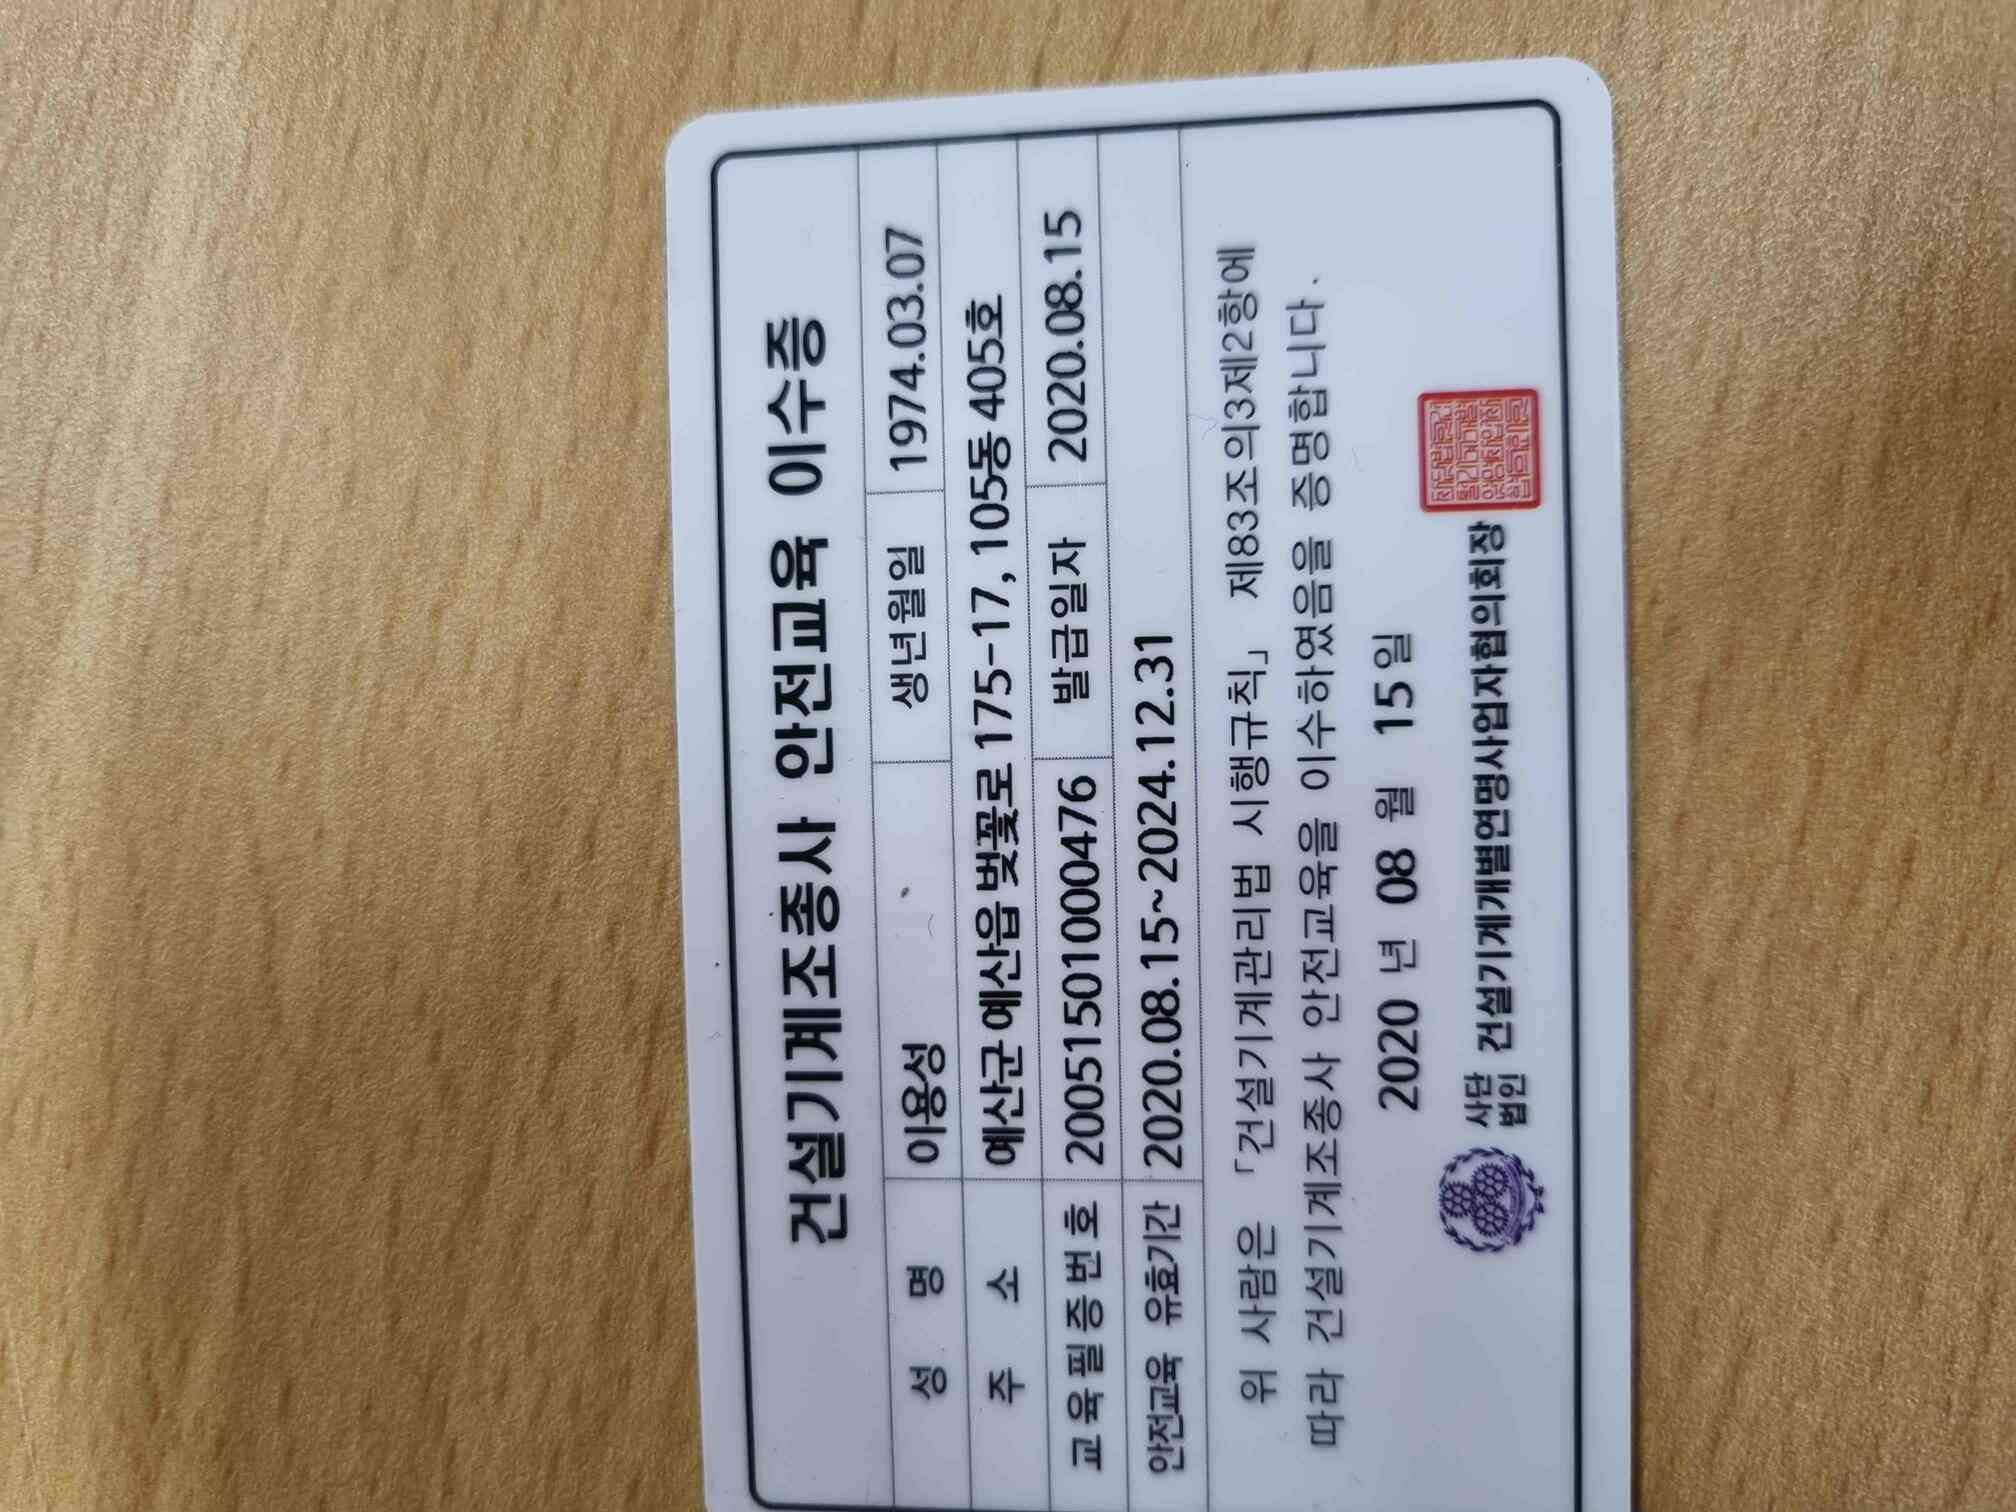 건설기계조종사 안전교육 이수증
성 명 이용성 생년월일 1974.03.07
주 소 예산군 예산읍 벚꽃로 175-17, 105동 405호
교육필증번호 20051501000476 발급일자 2020.08.15
안전교육 유효기간 2020.08.15~2024.12.31
위 사람은 「건설기계관리법 시행규칙」 제83조의3제2항에
따라 건설기계조종사 안전교육을 이수하였음을 증명합니다.
2020 년 08 월 15 일
사단법인 건설기계개별연명사업자협의회장